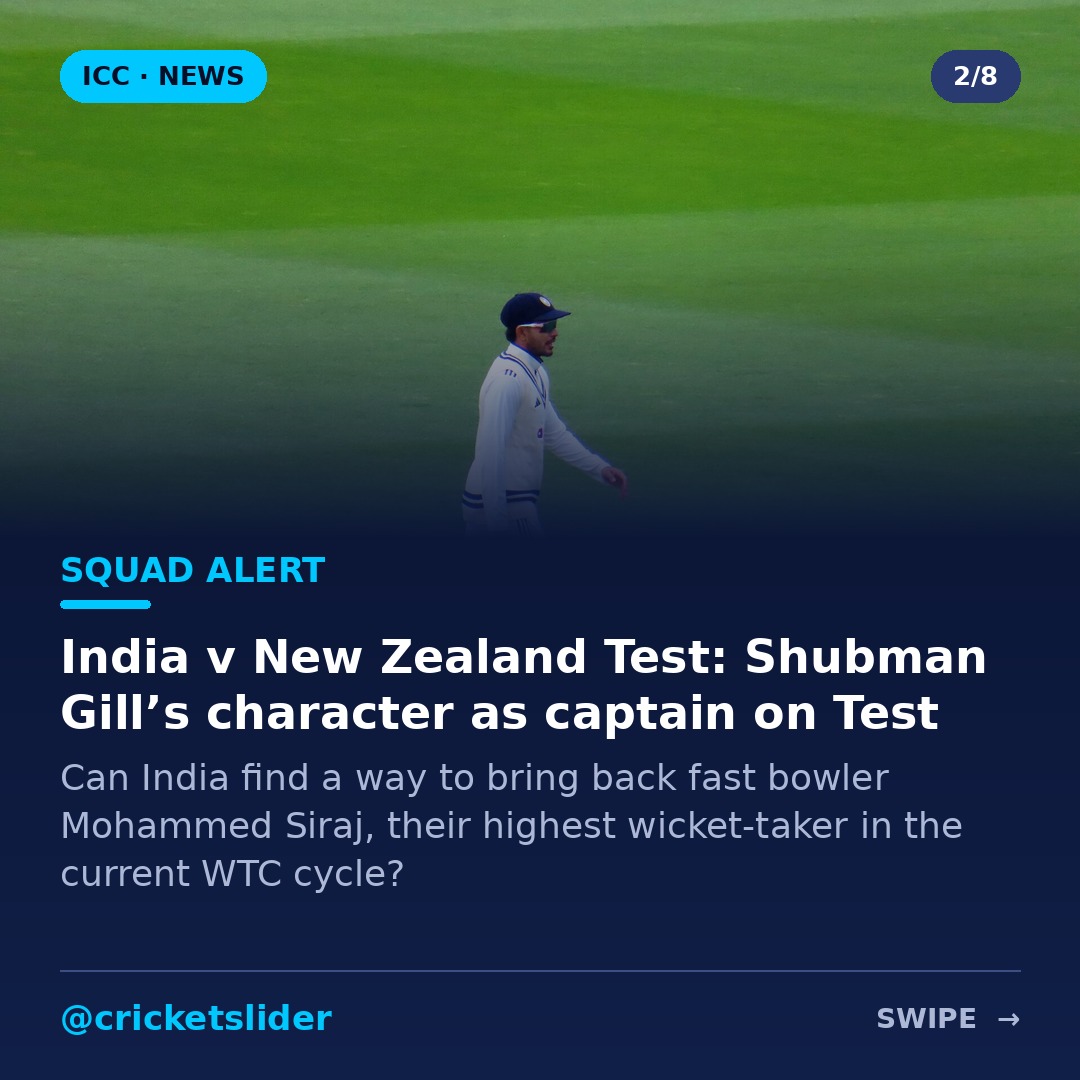 ICC · NEWS
2/8
SQUAD ALERT
India v New Zealand Test: Shubman
Gill’s character as captain on Test
Can India find a way to bring back fast bowler
Mohammed Siraj, their highest wicket-taker in the
current WTC cycle?
@cricketslider
SWIPE →